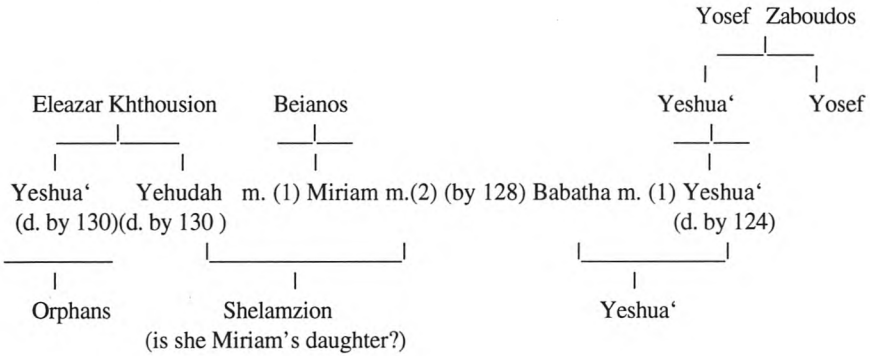 Yosef Zaboudos
Eleazar Khthousion Beianos Yeshua‘ Yosef
Yeshua‘ Yehudah m. (1) Miriam m.(2) (by 128) Babatha m. (1) Yeshua‘
(d. by 130)(d. by 130 ) (d. by 124)
Orphans Shelamzion Yeshua‘
(is she Miriam's daughter?)